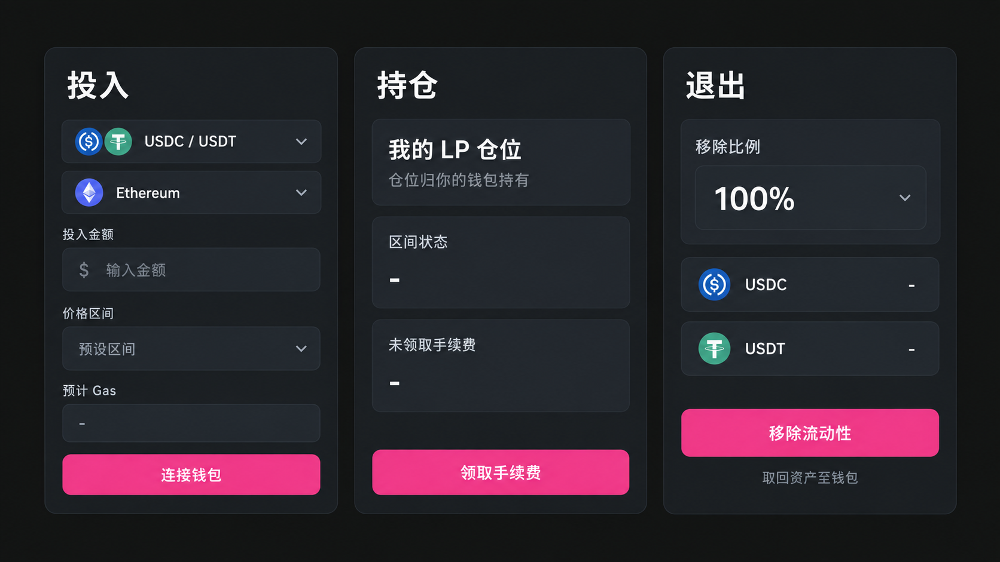 投入
USDC / USDT
Ethereum
投入金额
$ 输入金额
价格区间
预设区间
预计 Gas
-
连接钱包
持仓
我的 LP 仓位
仓位归你的钱包持有
区间状态
-
未领取手续费
-
领取手续费
退出
移除比例
100%
USDC -
USDT -
移除流动性
取回资产至钱包